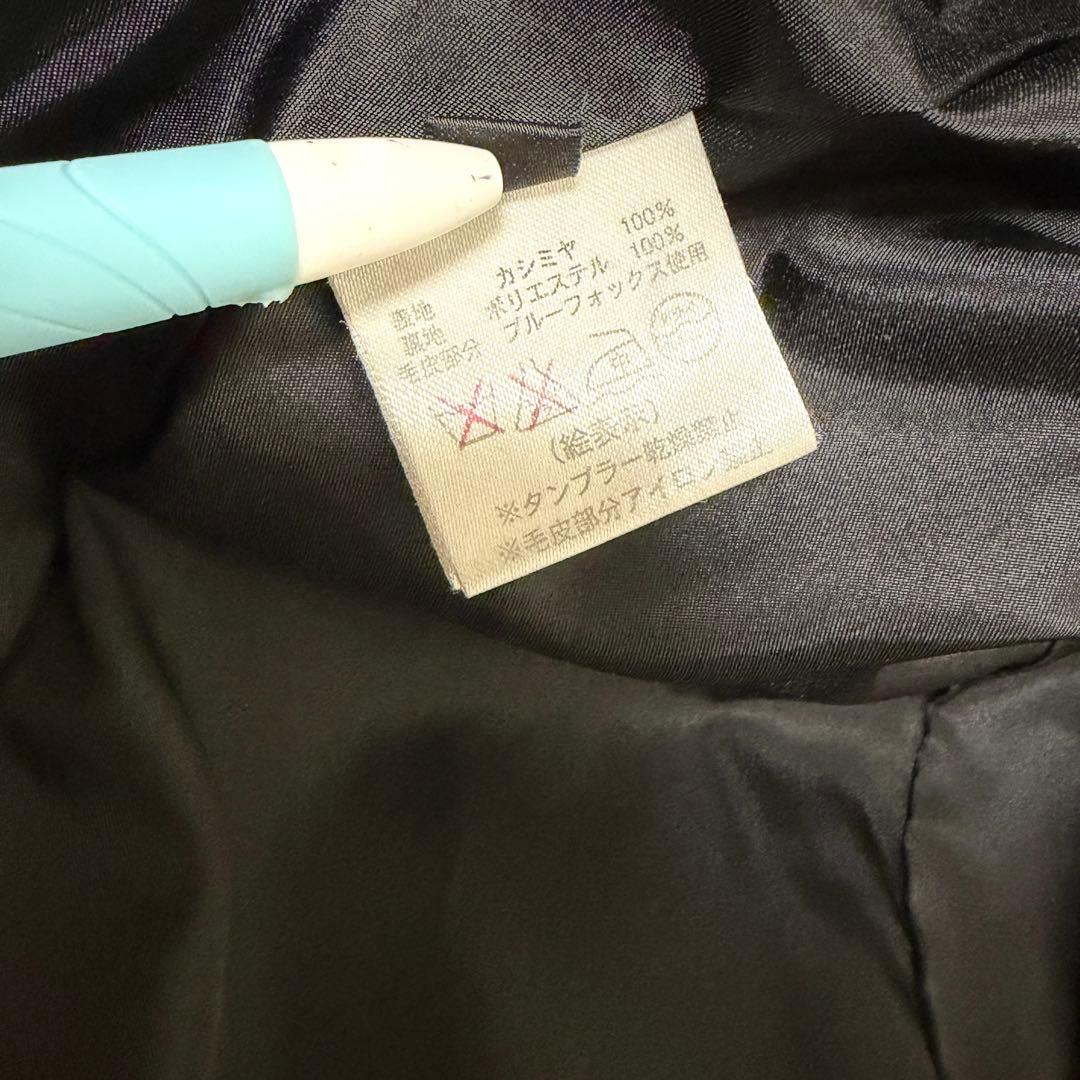 表地 カシミヤ 100%
裏地 ポリエステル 100%
毛皮部分 ブルーフォックス使用
(絵表示)
※タンブラー乾燥禁止
※毛皮部分アイロン禁止